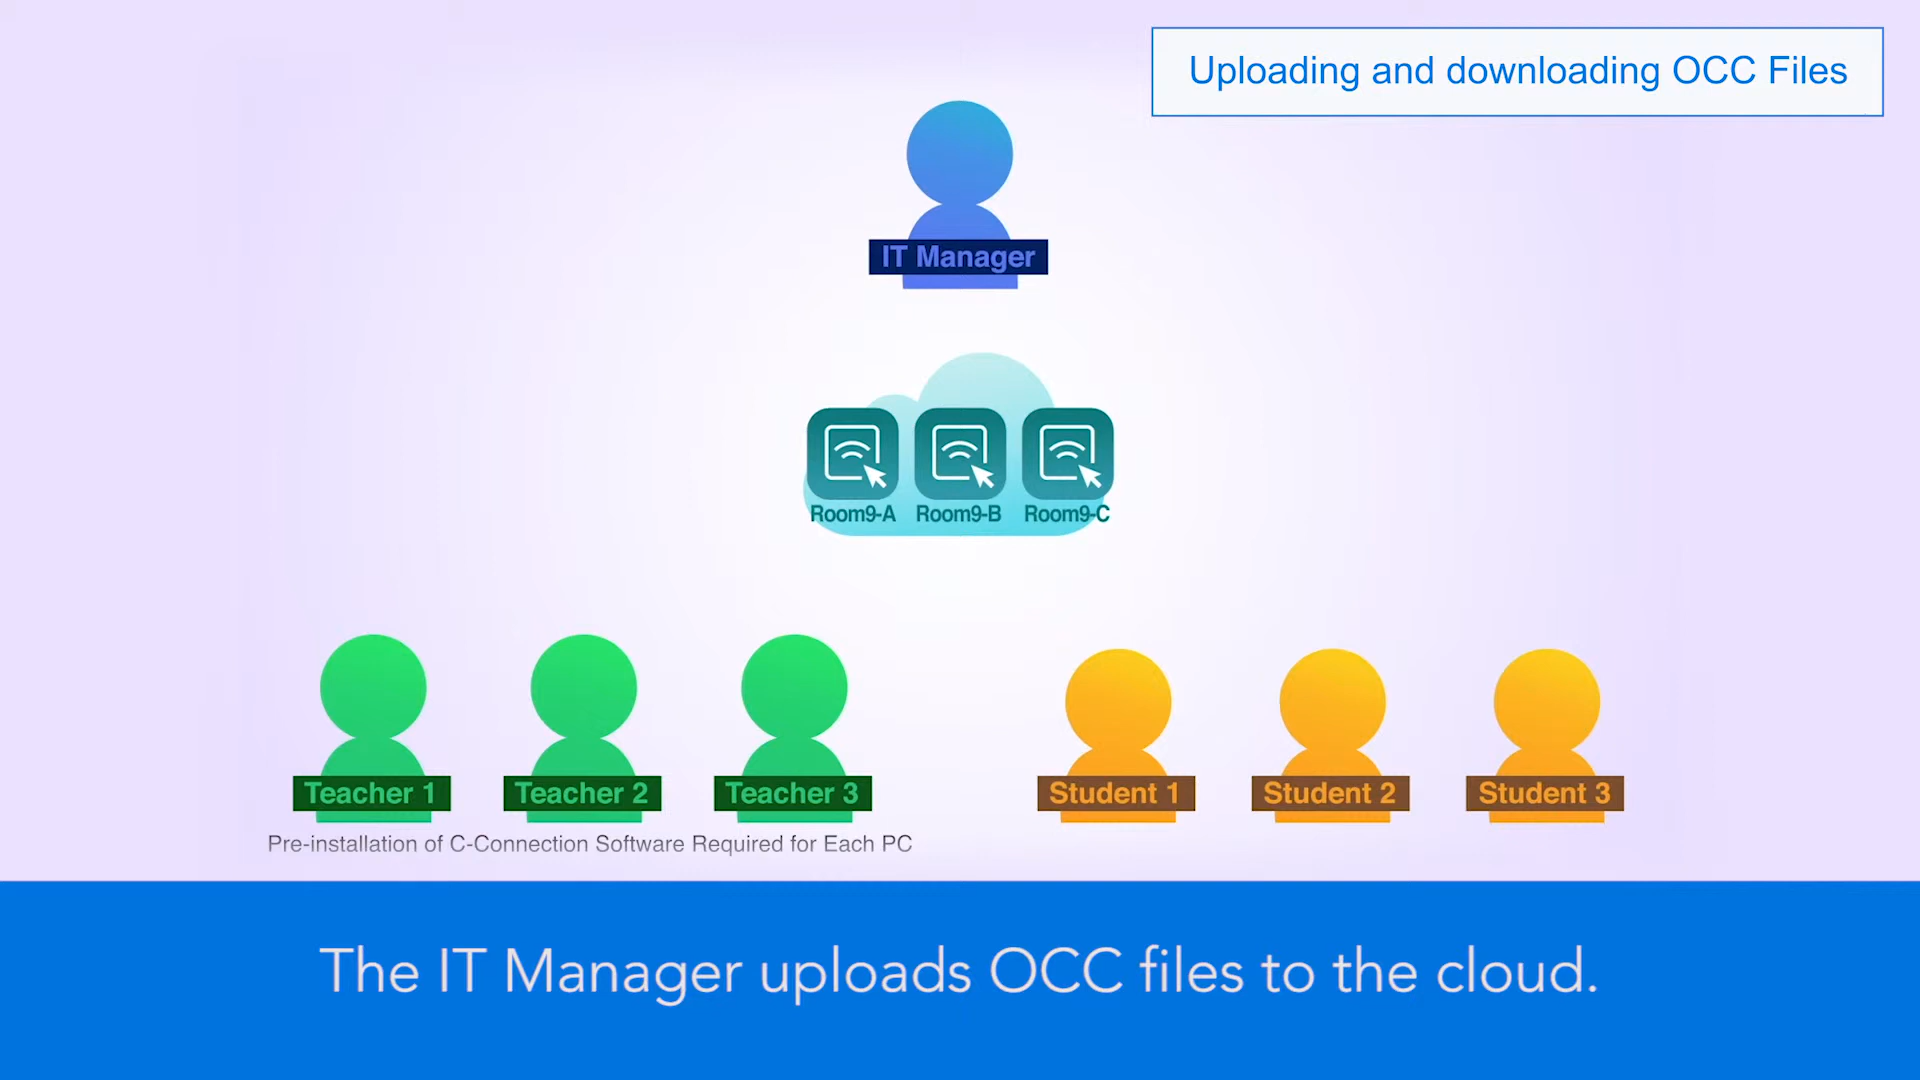 Uploading and downloading OCC Files
IT Manager
Room9-A Room9-B Room9-C
Teacher 1 Teacher 2 Teacher 3 Student 1 Student 2 Student 3
Pre-installation of C-Connection Software Required for Each PC
The IT Manager uploads OCC files to the cloud.